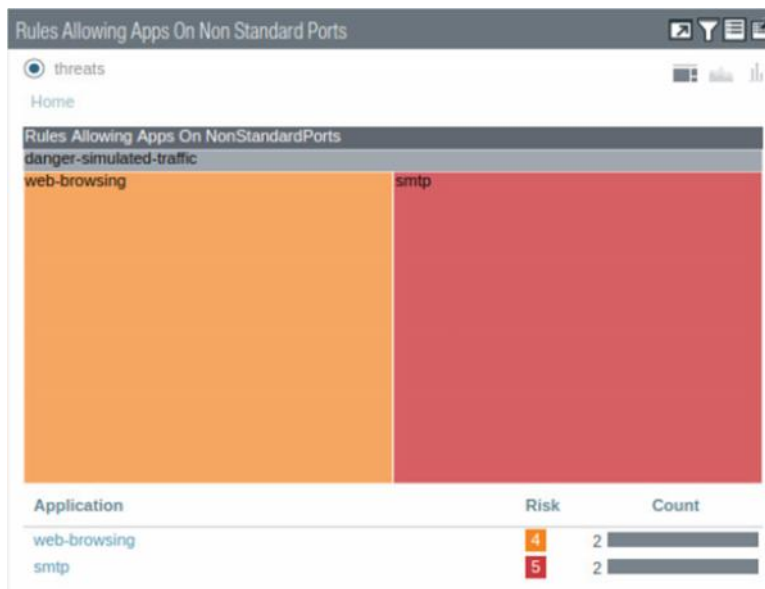 Rules Allowing Apps On Non Standard Ports
threats
Home
Rules Allowing Apps On NonStandardPorts
danger-simulated-traffic
web-browsing smtp
Application Risk Count
web-browsing 4 2
smtp 5 2